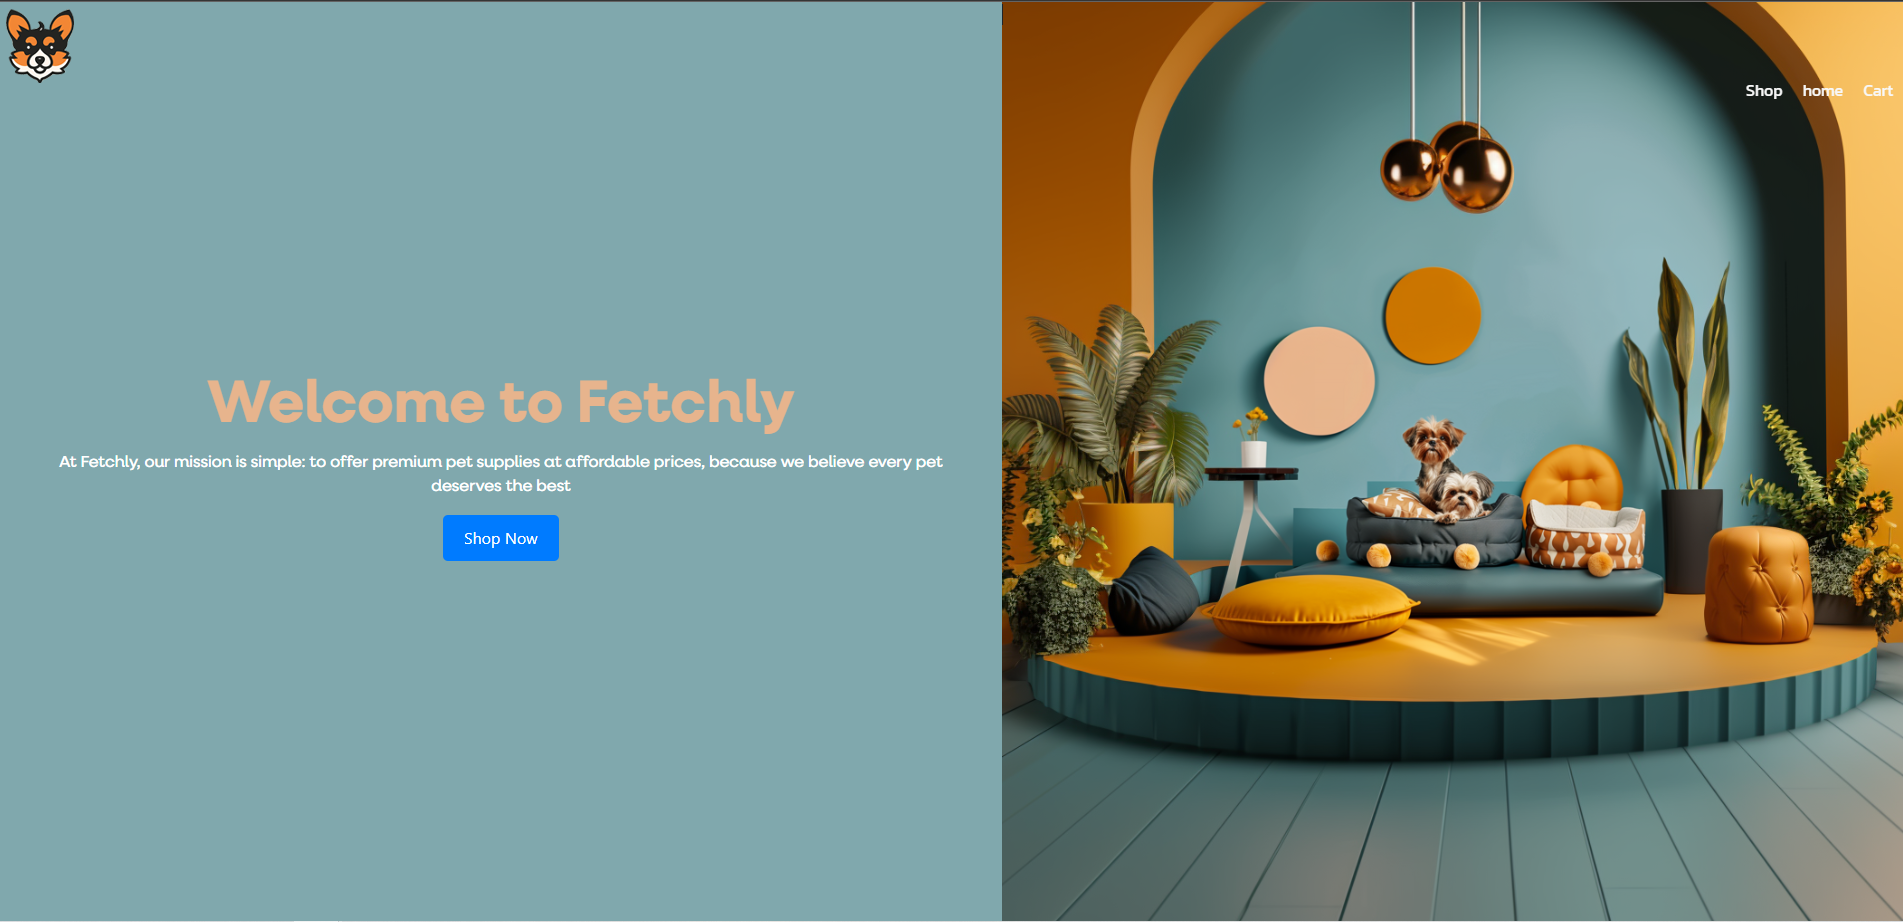 Shop home Cart
Welcome to Fetchly
At Fetchly, our mission is simple: to offer premium pet supplies at affordable prices, because we believe every pet
deserves the best
Shop Now